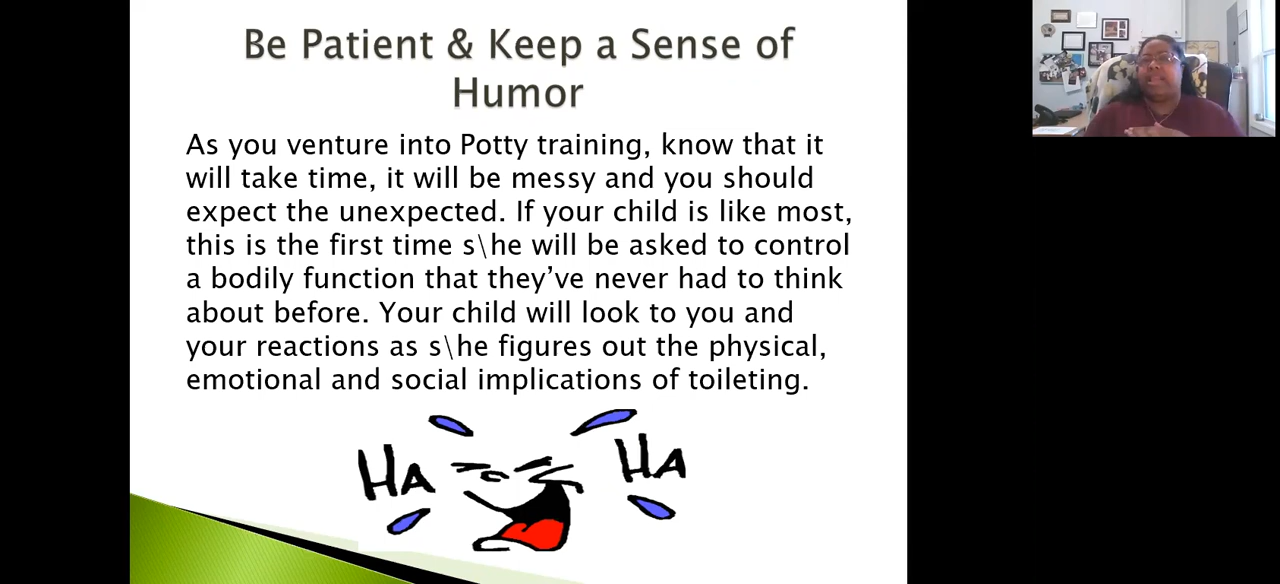 Be Patient & Keep a Sense of
Humor
As you venture into Potty training, know that it
will take time, it will be messy and you should
expect the unexpected. If your child is like most,
this is the first time s\he will be asked to control
a bodily function that they’ve never had to think
about before. Your child will look to you and
your reactions as s\he figures out the physical,
emotional and social implications of toileting.
HA HA